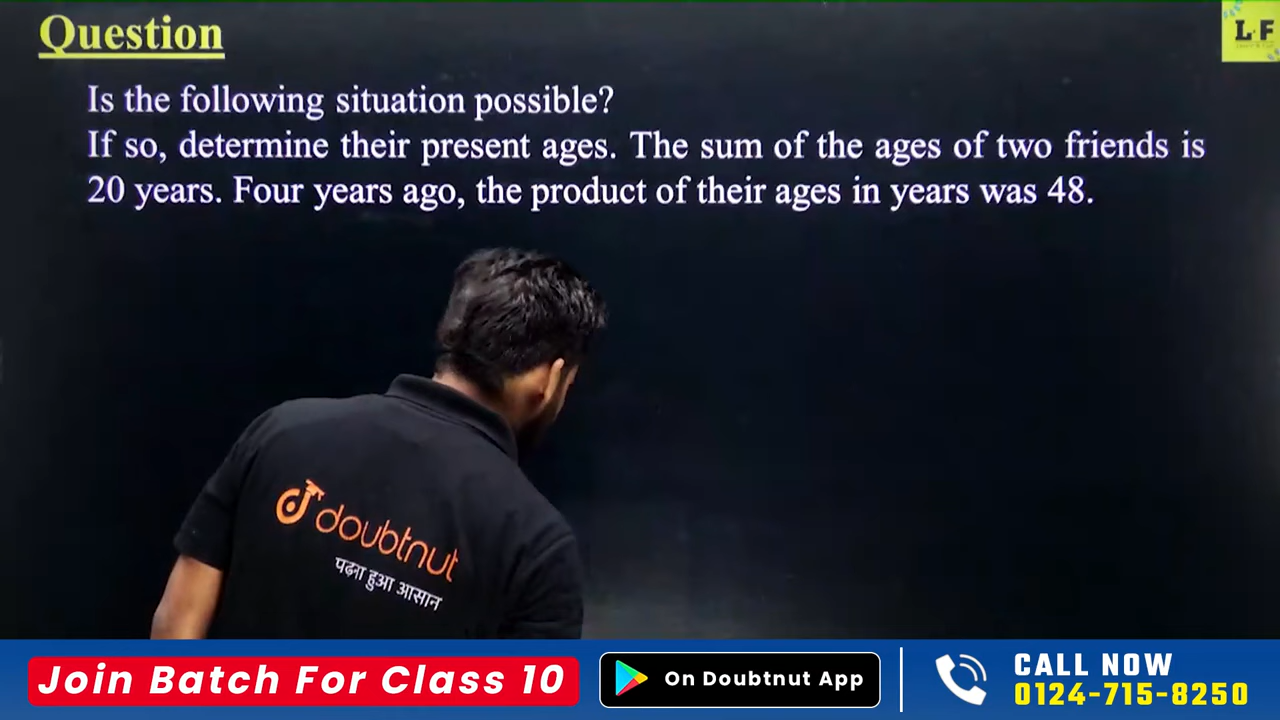 Question
L F
Is the following situation possible?
If so, determine their present ages. The sum of the ages of two friends is
20 years. Four years ago, the product of their ages in years was 48.
doubtnut
पढ़ना हुआ आसान
Join Batch For Class 10
On Doubtnut App
CALL NOW
0124-715-8250